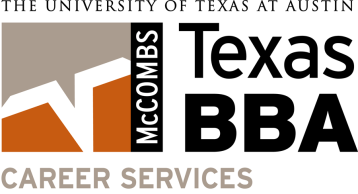 THE UNIVERSITY OF TEXAS AT AUSTIN
McCOMBS
Texas
BBA
CAREER SERVICES